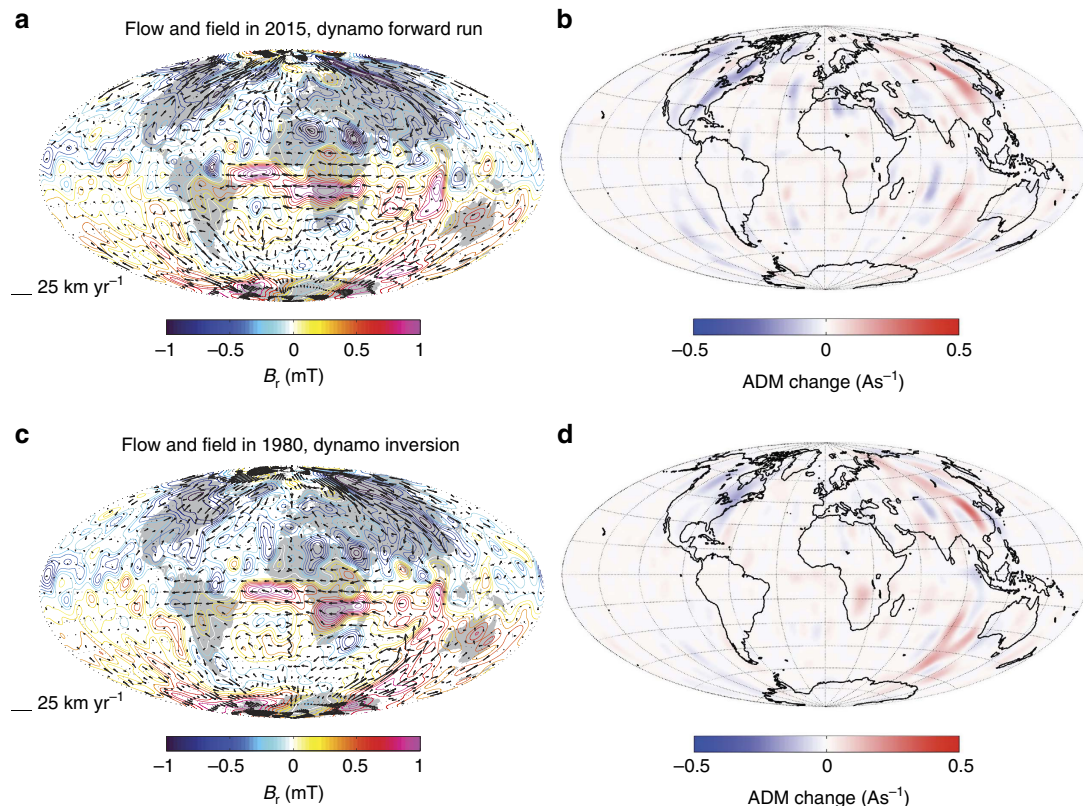 a
Flow and field in 2015, dynamo forward run
25 km yr⁻¹
−1 −0.5 0 0.5 1
Bᵣ (mT)
b
−0.5 0 0.5
ADM change (As⁻¹)
c
Flow and field in 1980, dynamo inversion
25 km yr⁻¹
−1 −0.5 0 0.5 1
Bᵣ (mT)
d
−0.5 0 0.5
ADM change (As⁻¹)